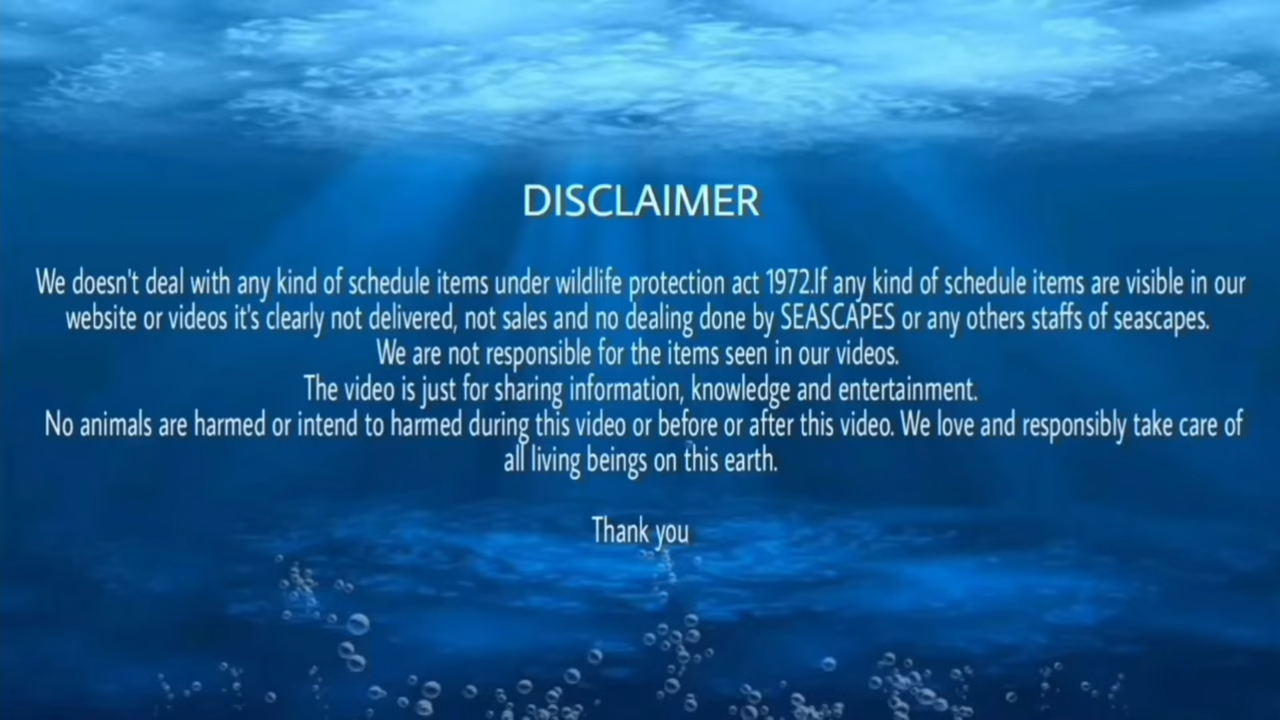 DISCLAIMER
We doesn't deal with any kind of schedule items under wildlife protection act 1972.If any kind of schedule items are visible in our
website or videos it's clearly not delivered, not sales and no dealing done by SEASCAPES or any others staffs of seascapes.
We are not responsible for the items seen in our videos.
The video is just for sharing information, knowledge and entertainment.
No animals are harmed or intend to harmed during this video or before or after this video. We love and responsibly take care of
all living beings on this earth.
Thank you